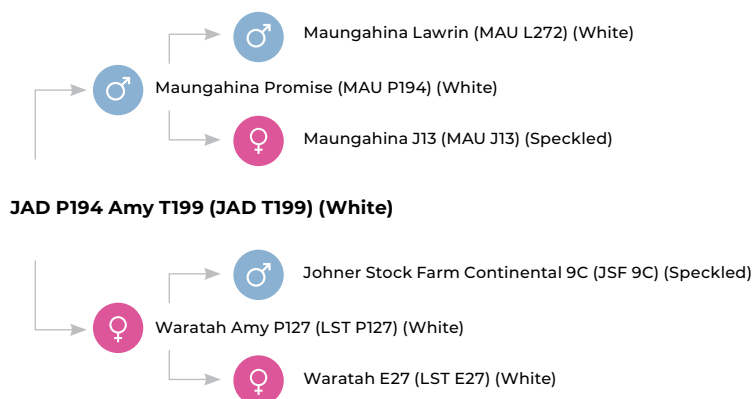 Maungahina Lawrin (MAU L272) (White)
Maungahina Promise (MAU P194) (White)
Maungahina J13 (MAU J13) (Speckled)
JAD P194 Amy T199 (JAD T199) (White)
Johner Stock Farm Continental 9C (JSF 9C) (Speckled)
Waratah Amy P127 (LST P127) (White)
Waratah E27 (LST E27) (White)